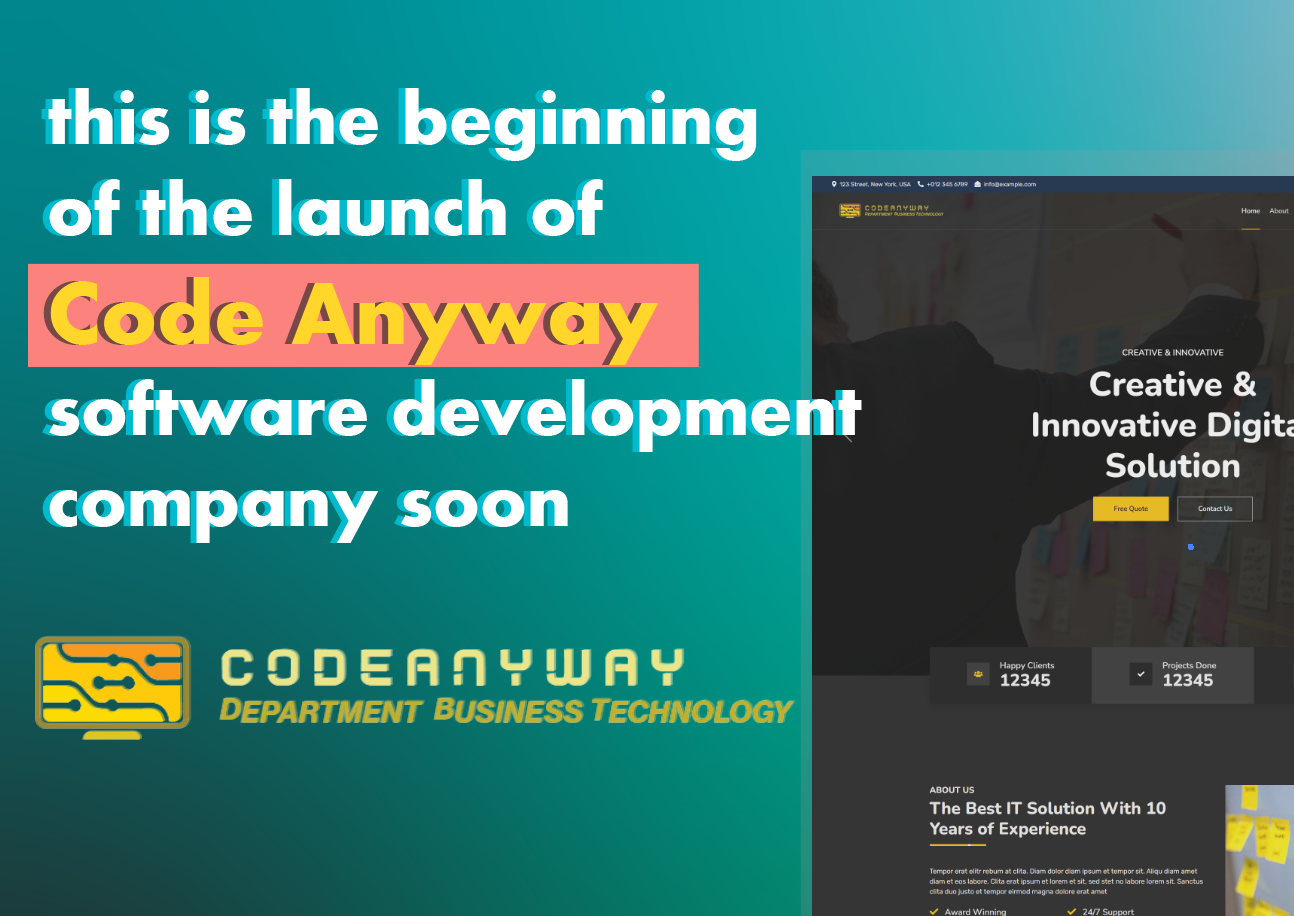 this is the beginning
of the launch of
Code Anyway
software development
company soon
CODEANYWAY
DEPARTMENT BUSINESS TECHNOLOGY
123 Street, New York, USA +012 345 6789 info@example.com
CODEANYWAY
DEPARTMENT BUSINESS TECHNOLOGY
Home About
CREATIVE & INNOVATIVE
Creative &
Innovative Digita
Solution
Free Quote Contact Us
Happy Clients
12345
Projects Done
12345
ABOUT US
The Best IT Solution With 10
Years of Experience
Tempor erat elitr rebum at clita. Diam dolor diam ipsum et tempor sit. Aliqu diam amet
diam et eos labore. Clita erat ipsum et lorem et sit, sed stet no labore lorem sit. Sanctus
clita duo justo et tempor eirmod magna dolore erat amet
Award Winning 24/7 Support